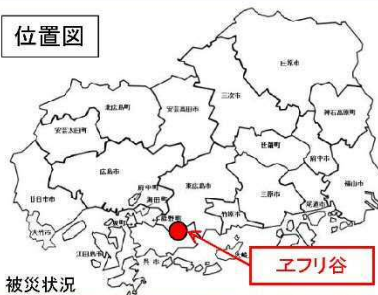 位置図
庄原市
三次市
北広島町
安芸高田市
神石高原町
安芸太田町
世羅町
府中市
広島市
福山市
府中町
東広島市
三原市
尾道市
海田町
廿日市市
竹原市
熊野町
坂町
大竹市
江田島市
呉市
ヱフリ谷
被災状況